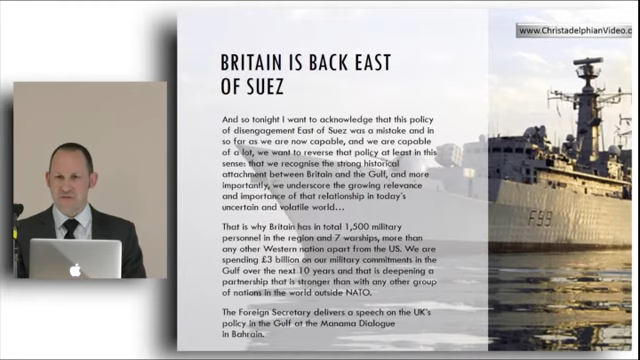 www.ChristadelphianVideo.o
BRITAIN IS BACK EAST
OF SUEZ
And so tonight I want to acknowledge that this policy
of disengagement East of Suez was a mistake and in
so far as we are now capable, and we are capable
of a lot, we want to reverse that policy at least in this
sense: that we recognise the strong historical
attachment between Britain and the Gulf, and more
importantly, we underscore the growing relevance
and importance of that relationship in today's
uncertain and volatile world…
That is why Britain has in total 1,500 military
personnel in the region and 7 warships, more than
any other Western nation apart from the US. We are
spending £3 billion on our military commitments in the
Gulf over the next 10 years and that is deepening a
partnership that is stronger than with any other group
of nations in the world outside NATO.
The Foreign Secretary delivers a speech on the UK's
policy in the Gulf at the Manama Dialogue
in Bahrain.
F99